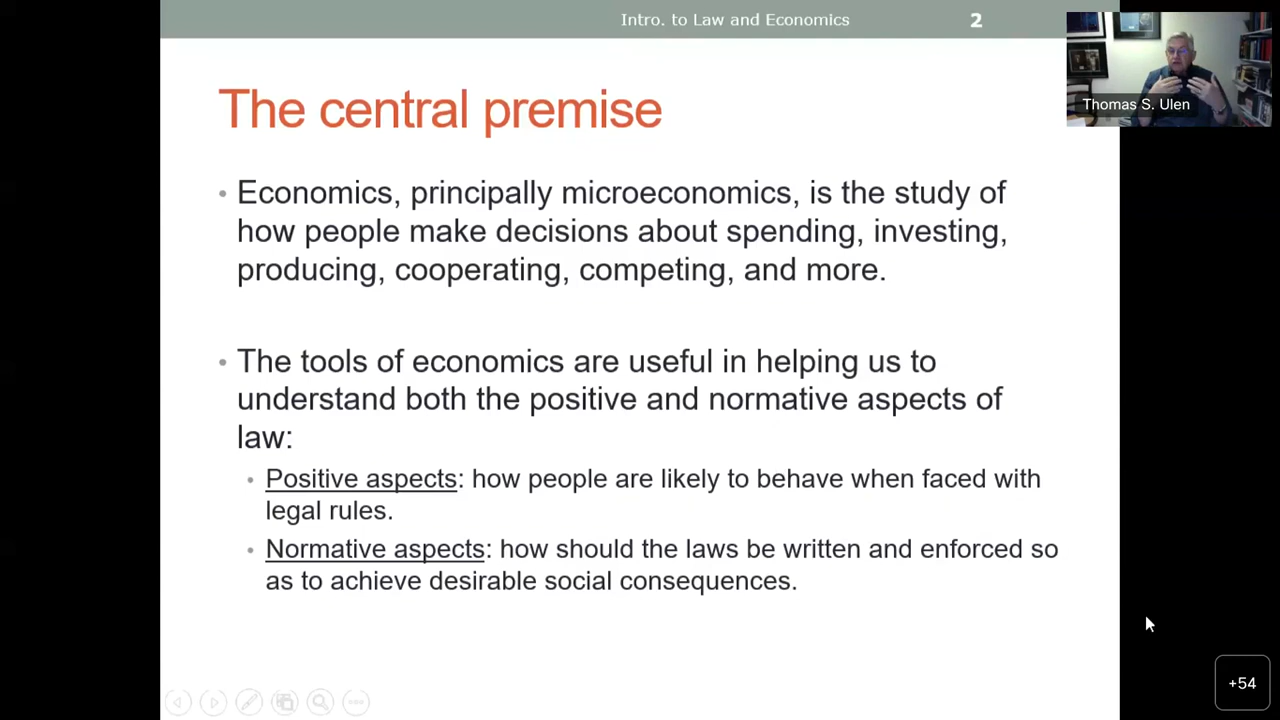 Intro. to Law and Economics 2
Thomas S. Ulen
The central premise
• Economics, principally microeconomics, is the study of
how people make decisions about spending, investing,
producing, cooperating, competing, and more.
• The tools of economics are useful in helping us to
understand both the positive and normative aspects of
law:
• Positive aspects: how people are likely to behave when faced with
legal rules.
• Normative aspects: how should the laws be written and enforced so
as to achieve desirable social consequences.
+54